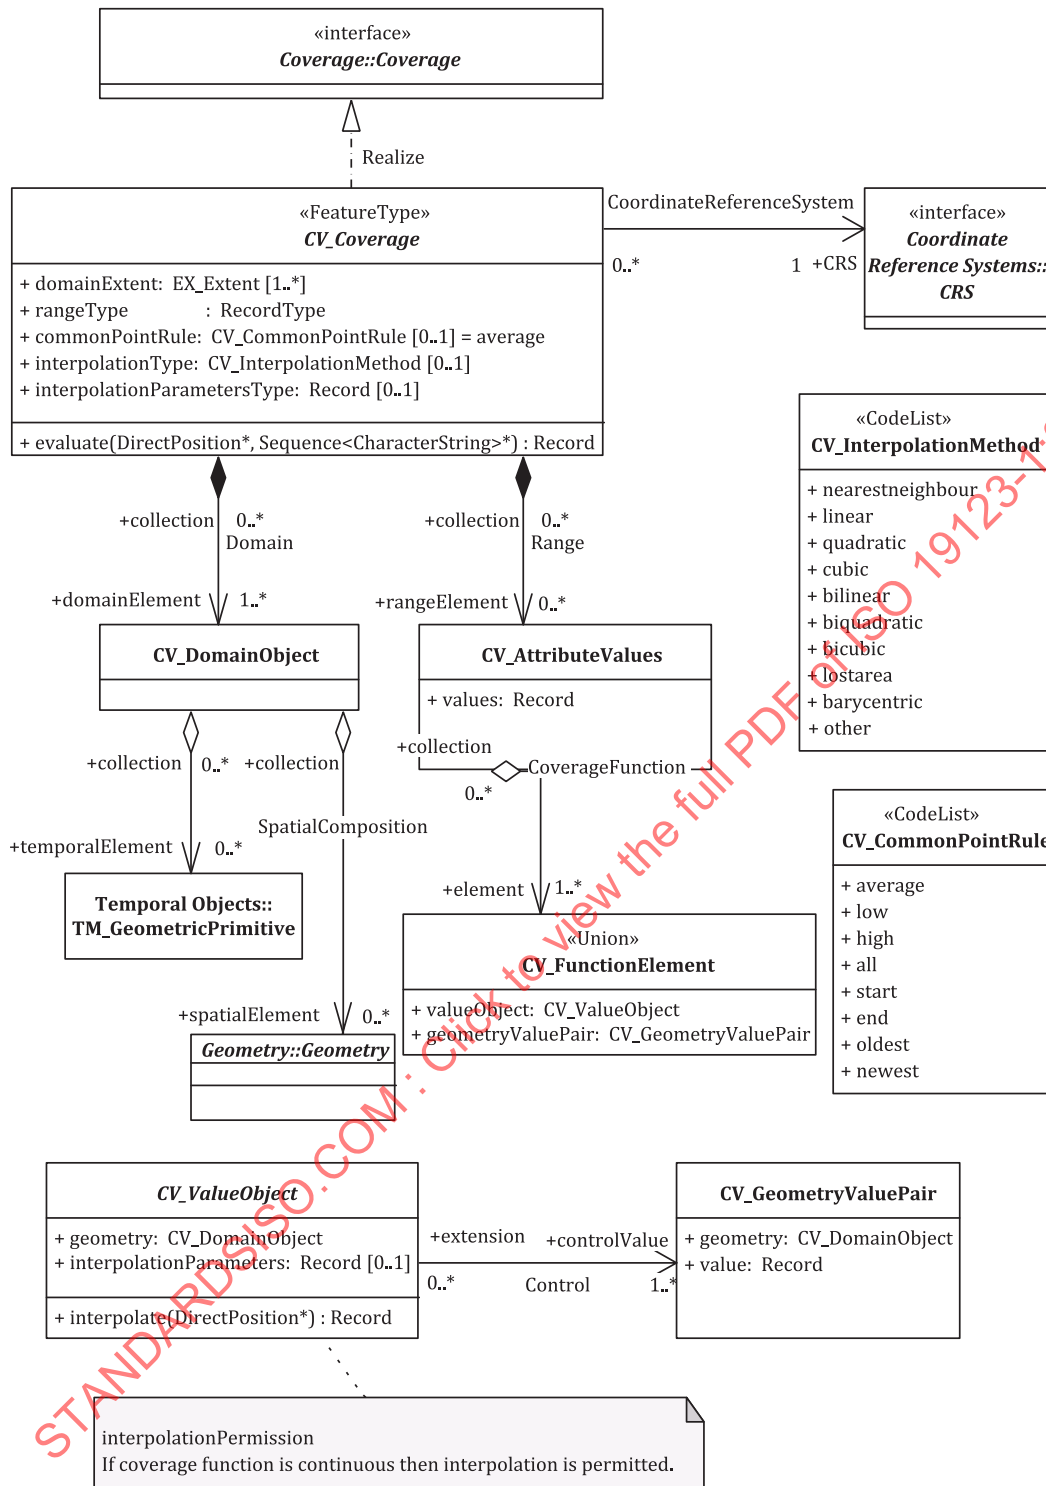 «interface»
Coverage::Coverage
Realize
«FeatureType»
CV_Coverage
+ domainExtent: EX_Extent [1..*]
+ rangeType : RecordType
+ commonPointRule: CV_CommonPointRule [0..1] = average
+ interpolationType: CV_InterpolationMethod [0..1]
+ interpolationParametersType: Record [0..1]
+ evaluate(DirectPosition*, Sequence<CharacterString>*) : Record
CoordinateReferenceSystem
0..*
1 +CRS
«interface»
Coordinate
Reference Systems::
CRS
«CodeList»
CV_InterpolationMethod
+ nearestneighbour
+ linear
+ quadratic
+ cubic
+ bilinear
+ biquadratic
+ bicubic
+ lostarea
+ barycentric
+ other
+collection 0..*
Domain
+domainElement 1..*
+collection 0..*
Range
+rangeElement 0..*
CV_DomainObject
CV_AttributeValues
+ values: Record
+collection
0..*
CoverageFunction
+collection 0..*
+collection
SpatialComposition
+temporalElement 0..*
Temporal Objects::
TM_GeometricPrimitive
+element 1..*
«Union»
CV_FunctionElement
+ valueObject: CV_ValueObject
+ geometryValuePair: CV_GeometryValuePair
+spatialElement 0..*
Geometry::Geometry
«CodeList»
CV_CommonPointRule
+ average
+ low
+ high
+ all
+ start
+ end
+ oldest
+ newest
CV_ValueObject
+ geometry: CV_DomainObject
+ interpolationParameters: Record [0..1]
+ interpolate(DirectPosition*) : Record
+extension +controlValue
0..* Control 1..*
CV_GeometryValuePair
+ geometry: CV_DomainObject
+ value: Record
interpolationPermission
If coverage function is continuous then interpolation is permitted.
STANDARDSISO.COM : Click to view the full PDF of ISO 19123-1: